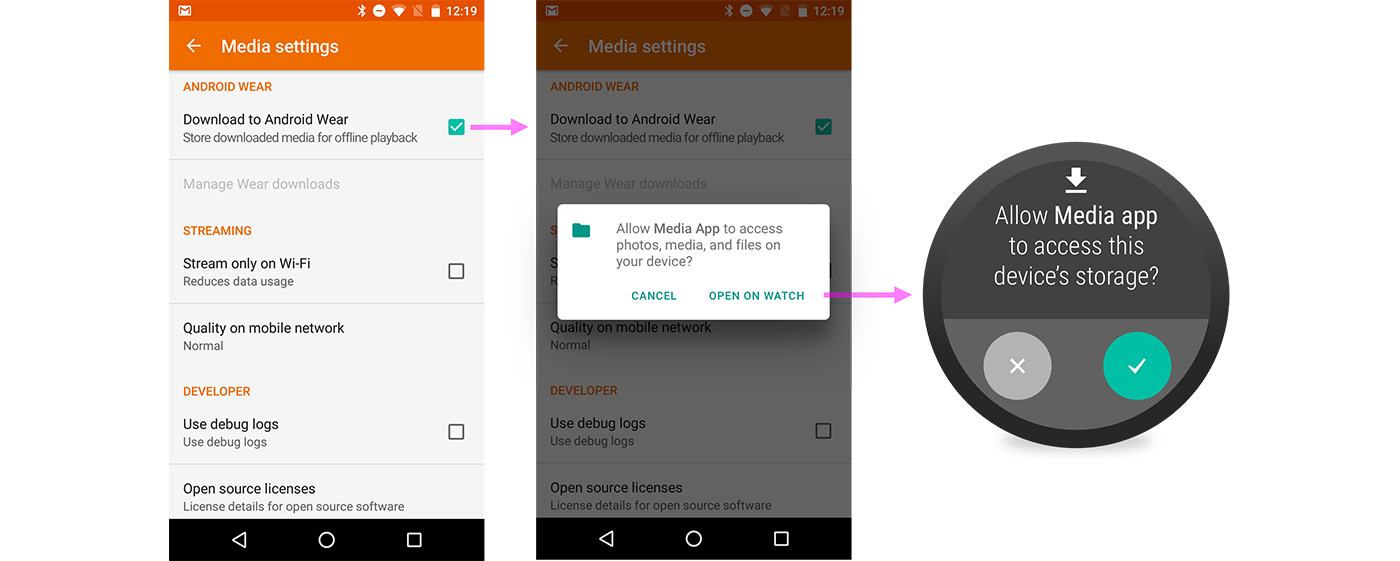 12:19
Media settings
ANDROID WEAR
Download to Android Wear
Store downloaded media for offline playback
Manage Wear downloads
STREAMING
Stream only on Wi-Fi
Reduces data usage
Quality on mobile network
Normal
DEVELOPER
Use debug logs
Use debug logs
Open source licenses
License details for open source software
12:19
Media settings
ANDROID WEAR
Download to Android Wear
Store downloaded media for offline playback
Manage Wear downloads
S
S
R
Allow Media App to access
photos, media, and files on
your device?
CANCEL OPEN ON WATCH
Quality on mobile network
Normal
DEVELOPER
Use debug logs
Use debug logs
Open source licenses
License details for open source software
Allow Media app
to access this
device's storage?